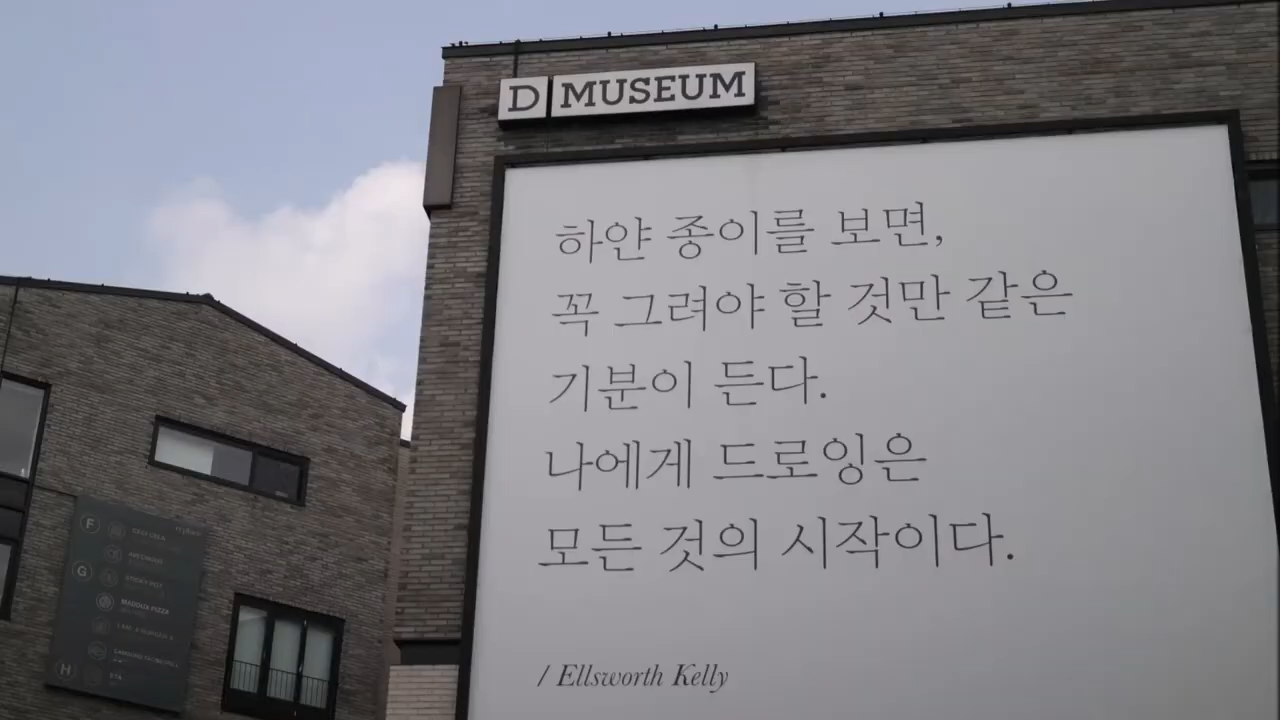 D MUSEUM
하얀 종이를 보면,
꼭 그려야 할 것만 같은
기분이 든다.
나에게 드로잉은
모든 것의 시작이다.
/ Ellsworth Kelly
F
G
MADDUX PIZZA
H